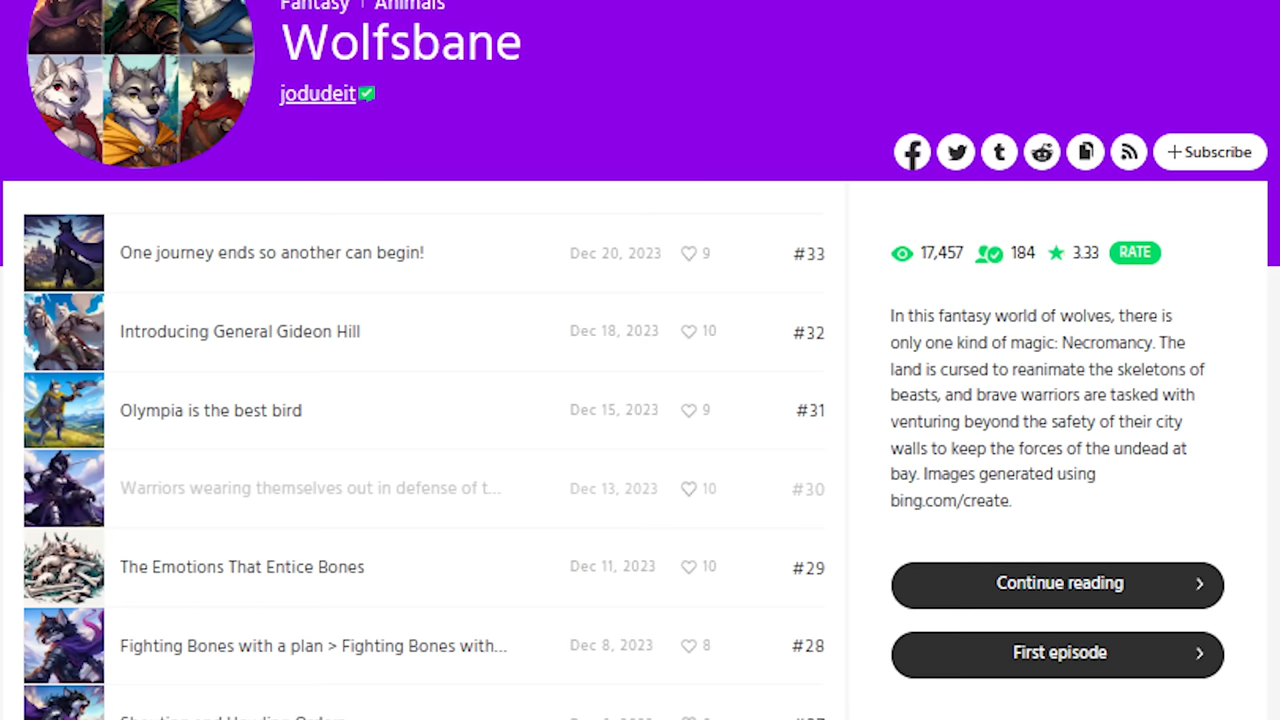 Fantasy | Animals
Wolfsbane
jodudeit
+ Subscribe
One journey ends so another can begin! Dec 20, 2023 9 #33
Introducing General Gideon Hill Dec 18, 2023 10 #32
Olympia is the best bird Dec 15, 2023 9 #31
Warriors wearing themselves out in defense of t... Dec 13, 2023 10 #30
The Emotions That Entice Bones Dec 11, 2023 10 #29
Fighting Bones with a plan > Fighting Bones with... Dec 8, 2023 8 #28
Shouting and Howling Orders
17,457 184 3.33 RATE
In this fantasy world of wolves, there is
only one kind of magic: Necromancy. The
land is cursed to reanimate the skeletons of
beasts, and brave warriors are tasked with
venturing beyond the safety of their city
walls to keep the forces of the undead at
bay. Images generated using
bing.com/create.
Continue reading
First episode